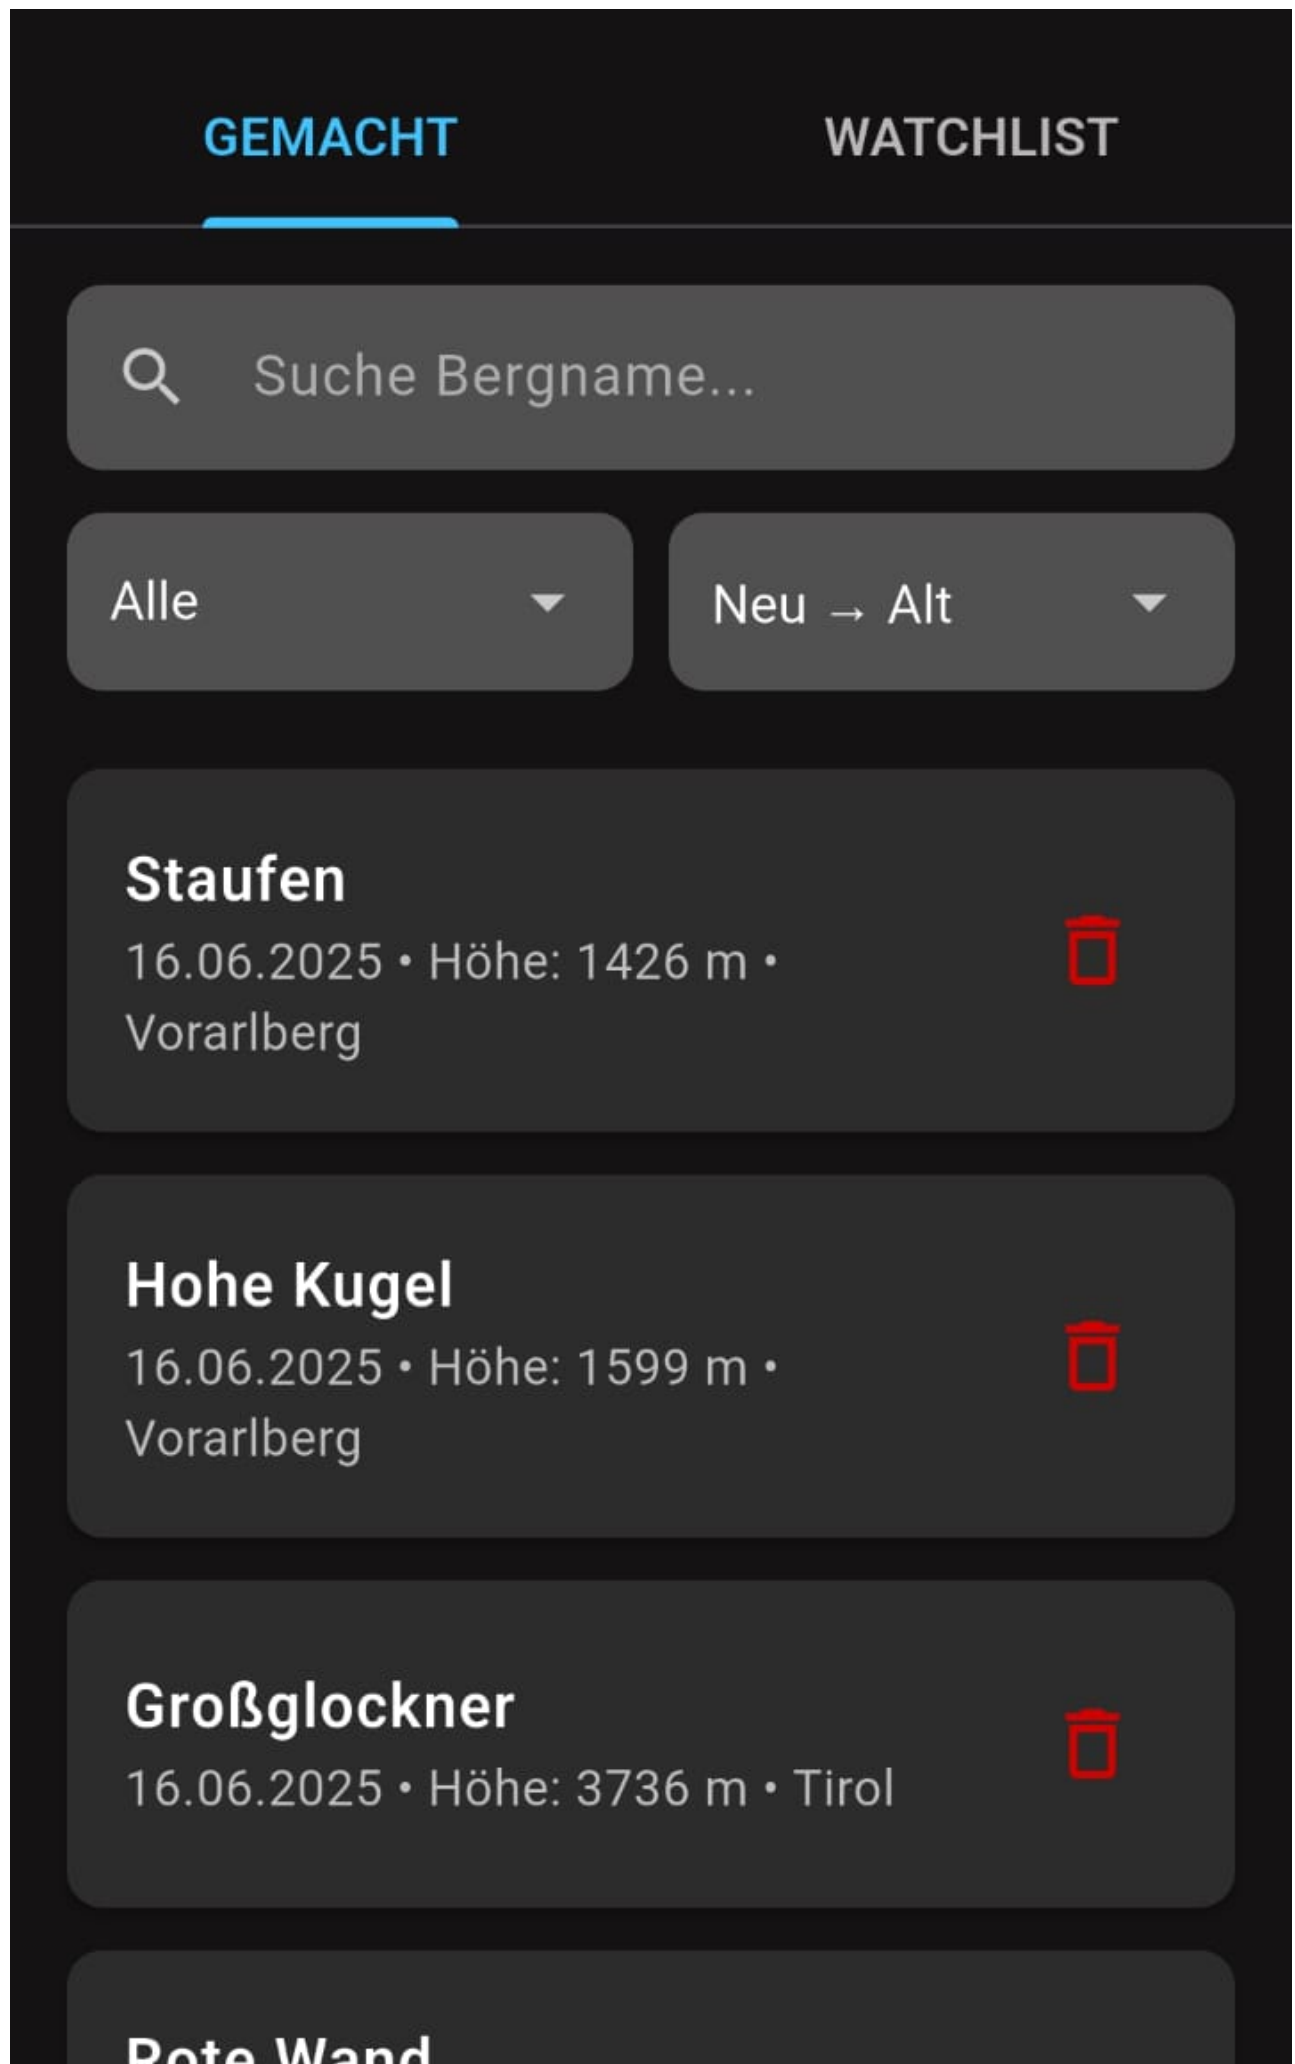 GEMACHT WATCHLIST
Suche Bergname...
Alle Neu → Alt
Staufen
16.06.2025 • Höhe: 1426 m •
Vorarlberg
Hohe Kugel
16.06.2025 • Höhe: 1599 m •
Vorarlberg
Großglockner
16.06.2025 • Höhe: 3736 m • Tirol
Rote Wand